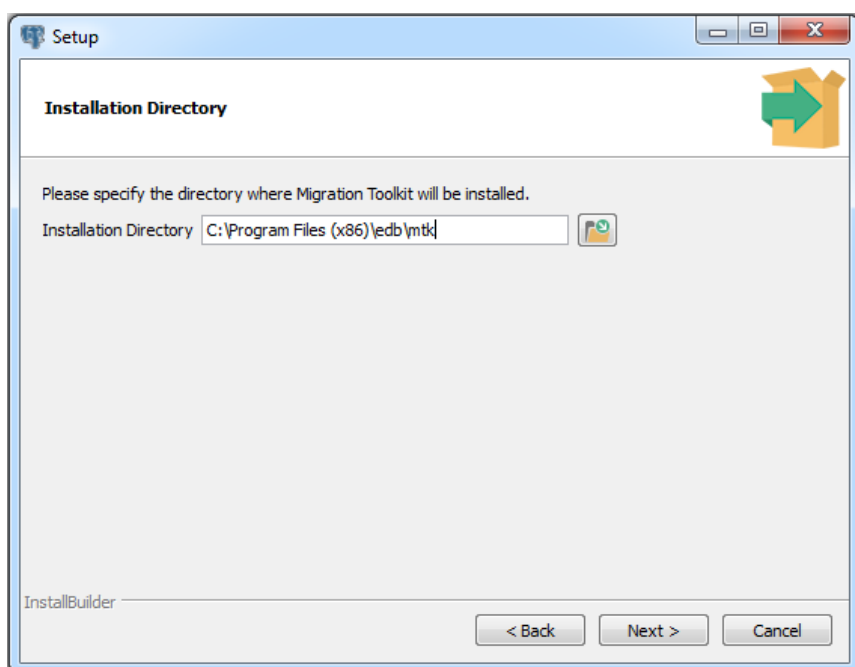 Setup
Installation Directory
Please specify the directory where Migration Toolkit will be installed.
Installation Directory C:\Program Files (x86)\edb\mtk
InstallBuilder
< Back Next > Cancel